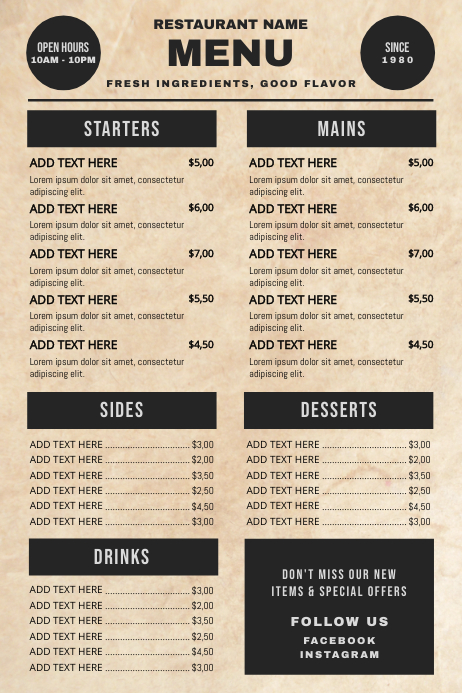 RESTAURANT NAME
MENU
FRESH INGREDIENTS, GOOD FLAVOR
OPEN HOURS
10AM - 10PM
SINCE
1980
STARTERS
ADD TEXT HERE $5,00
Lorem ipsum dolor sit amet, consectetur
adipiscing elit.
ADD TEXT HERE $6,00
Lorem ipsum dolor sit amet, consectetur
adipiscing elit.
ADD TEXT HERE $7,00
Lorem ipsum dolor sit amet, consectetur
adipiscing elit.
ADD TEXT HERE $5,50
Lorem ipsum dolor sit amet, consectetur
adipiscing elit.
ADD TEXT HERE $4,50
Lorem ipsum dolor sit amet, consectetur
adipiscing elit.
MAINS
ADD TEXT HERE $5,00
Lorem ipsum dolor sit amet, consectetur
adipiscing elit.
ADD TEXT HERE $6,00
Lorem ipsum dolor sit amet, consectetur
adipiscing elit.
ADD TEXT HERE $7,00
Lorem ipsum dolor sit amet, consectetur
adipiscing elit.
ADD TEXT HERE $5,50
Lorem ipsum dolor sit amet, consectetur
adipiscing elit.
ADD TEXT HERE $4,50
Lorem ipsum dolor sit amet, consectetur
adipiscing elit.
SIDES
ADD TEXT HERE ................................ $3,00
ADD TEXT HERE ................................ $2,00
ADD TEXT HERE ................................ $3,50
ADD TEXT HERE ................................ $2,50
ADD TEXT HERE ................................ $4,50
ADD TEXT HERE ................................ $3,00
DESSERTS
ADD TEXT HERE ................................ $3,00
ADD TEXT HERE ................................ $2,00
ADD TEXT HERE ................................ $3,50
ADD TEXT HERE ................................ $2,50
ADD TEXT HERE ................................ $4,50
ADD TEXT HERE ................................ $3,00
DRINKS
ADD TEXT HERE ................................ $3,00
ADD TEXT HERE ................................ $2,00
ADD TEXT HERE ................................ $3,50
ADD TEXT HERE ................................ $2,50
ADD TEXT HERE ................................ $4,50
ADD TEXT HERE ................................ $3,00
DON'T MISS OUR NEW
ITEMS & SPECIAL OFFERS
FOLLOW US
FACEBOOK
INSTAGRAM